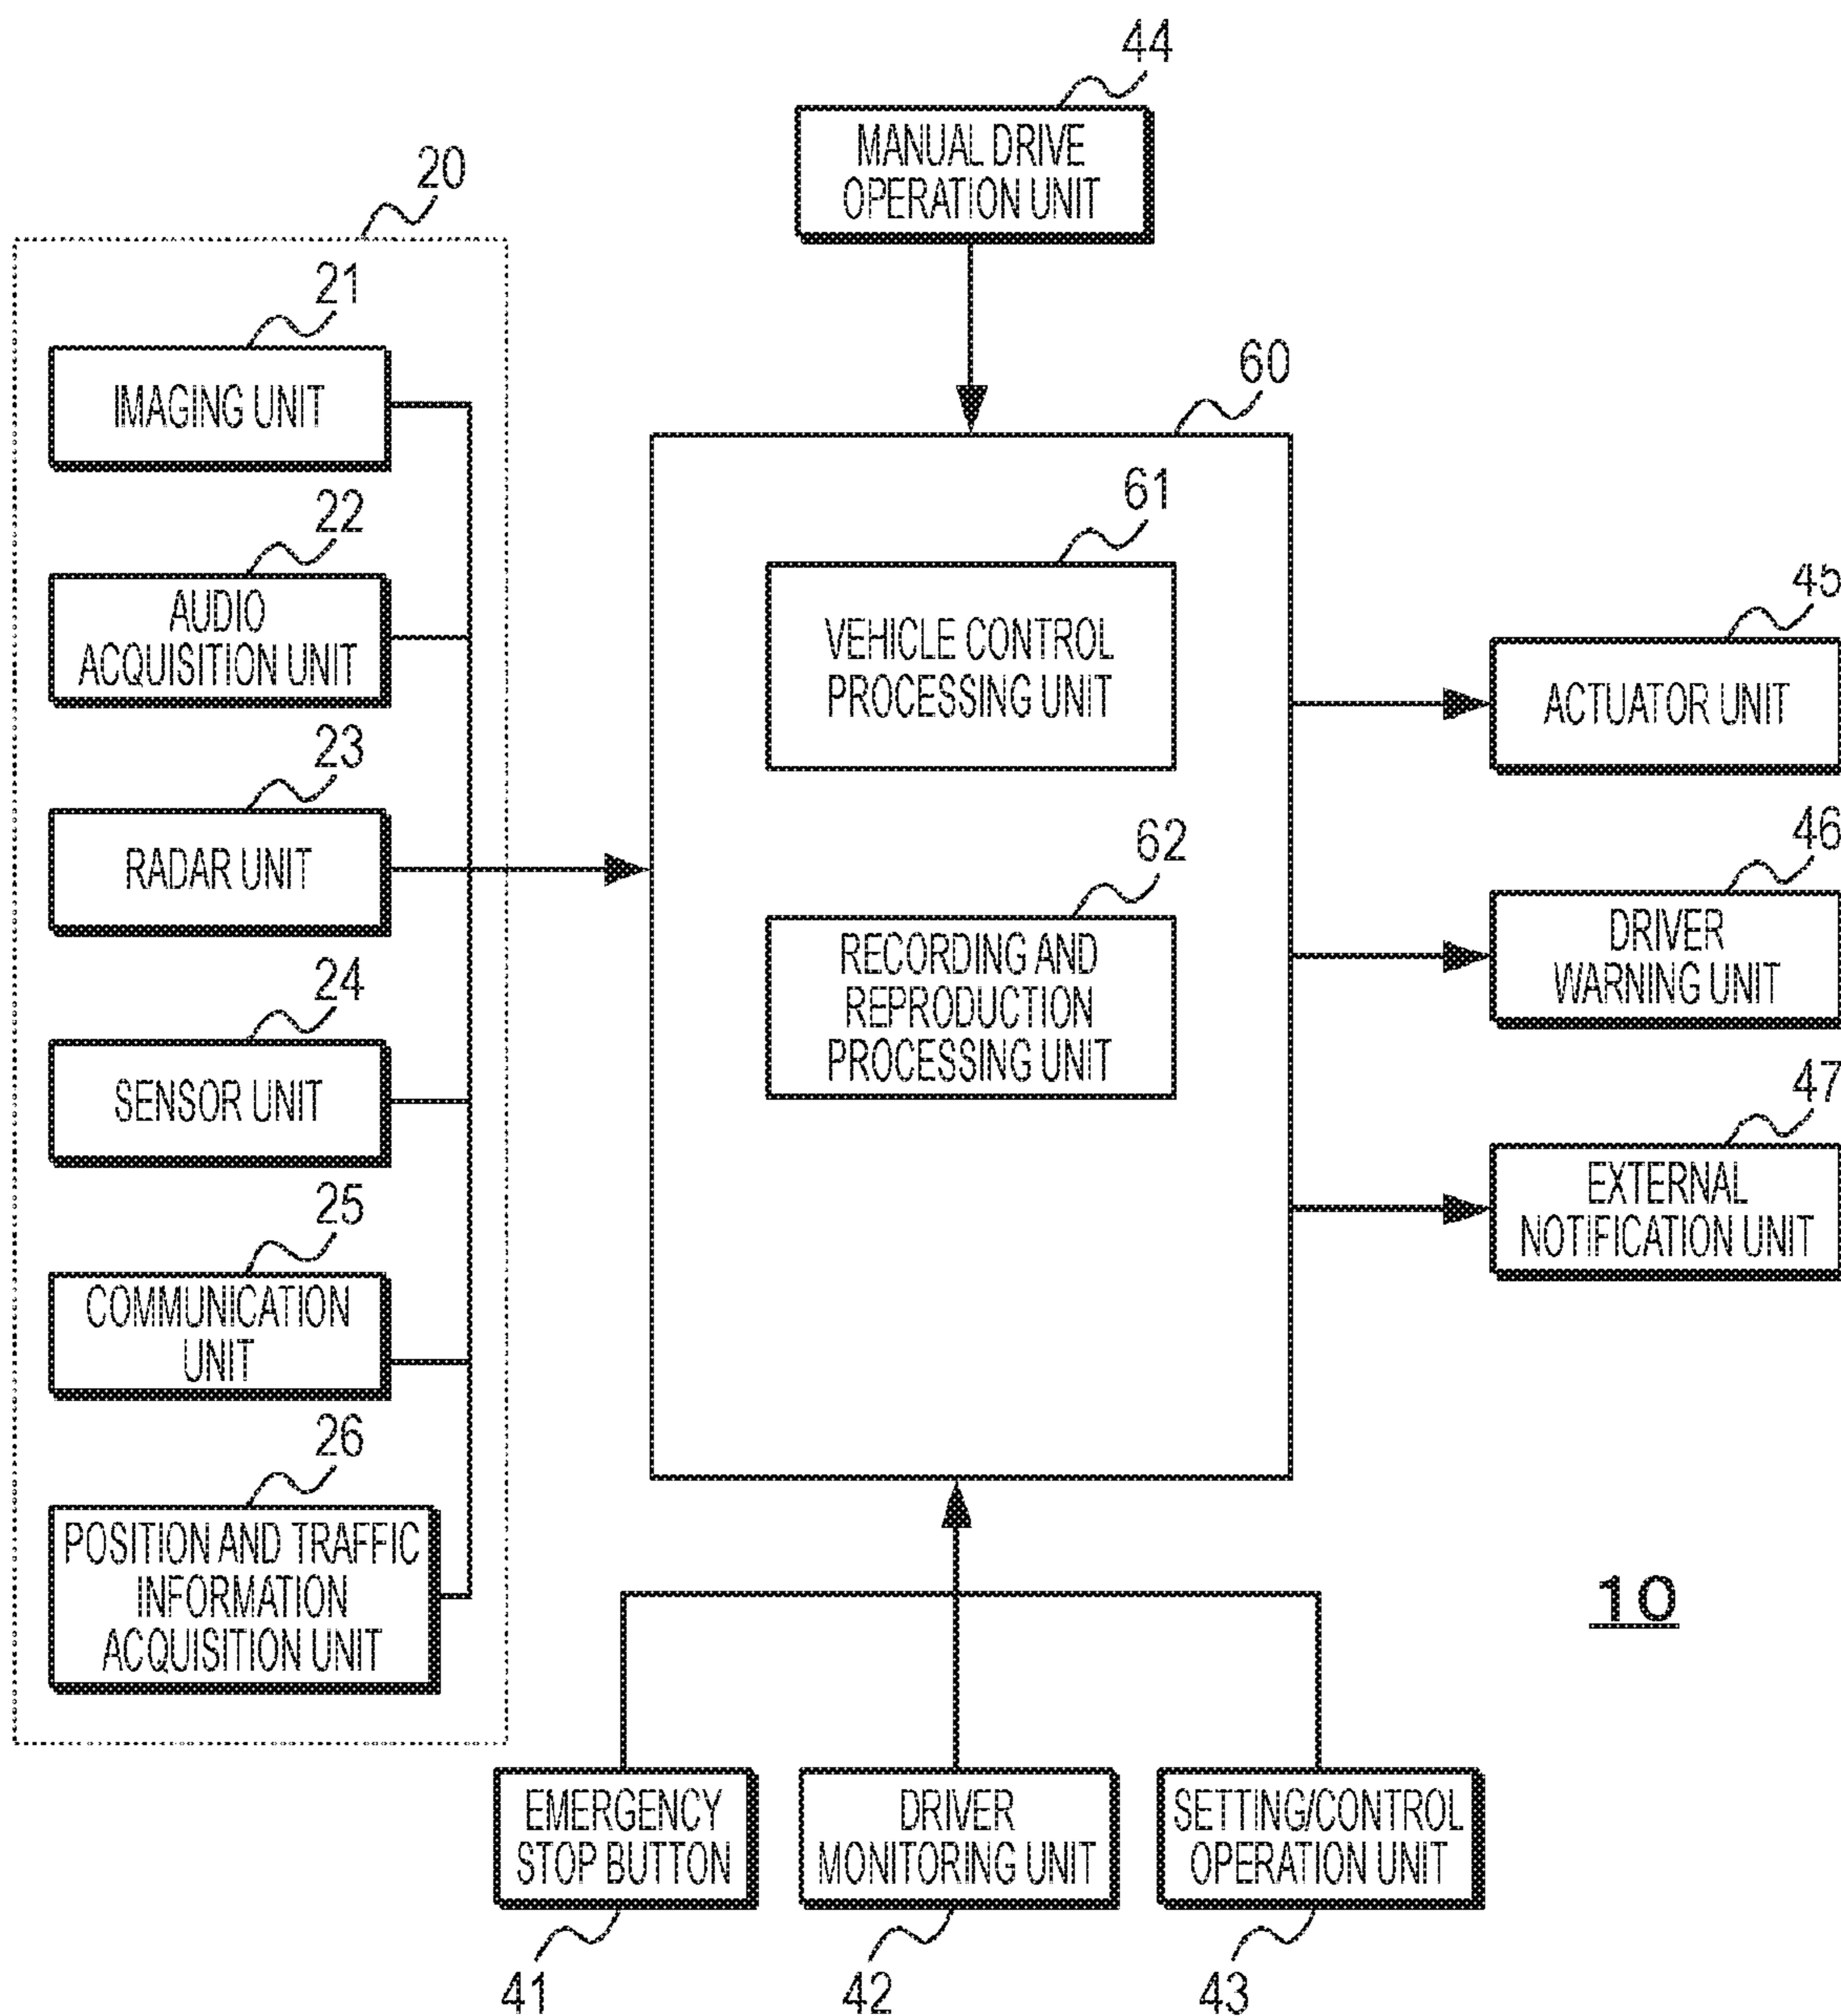 44
MANUAL DRIVE
OPERATION UNIT
20
21
IMAGING UNIT
22
AUDIO
ACQUISITION UNIT
23
RADAR UNIT
24
SENSOR UNIT
25
COMMUNICATION
UNIT
26
POSITION AND TRAFFIC
INFORMATION
ACQUISITION UNIT
60
61
VEHICLE CONTROL
PROCESSING UNIT
62
RECORDING AND
REPRODUCTION
PROCESSING UNIT
45
ACTUATOR UNIT
46
DRIVER
WARNING UNIT
47
EXTERNAL
NOTIFICATION UNIT
10
EMERGENCY
STOP BUTTON
41
DRIVER
MONITORING UNIT
42
SETTING/CONTROL
OPERATION UNIT
43